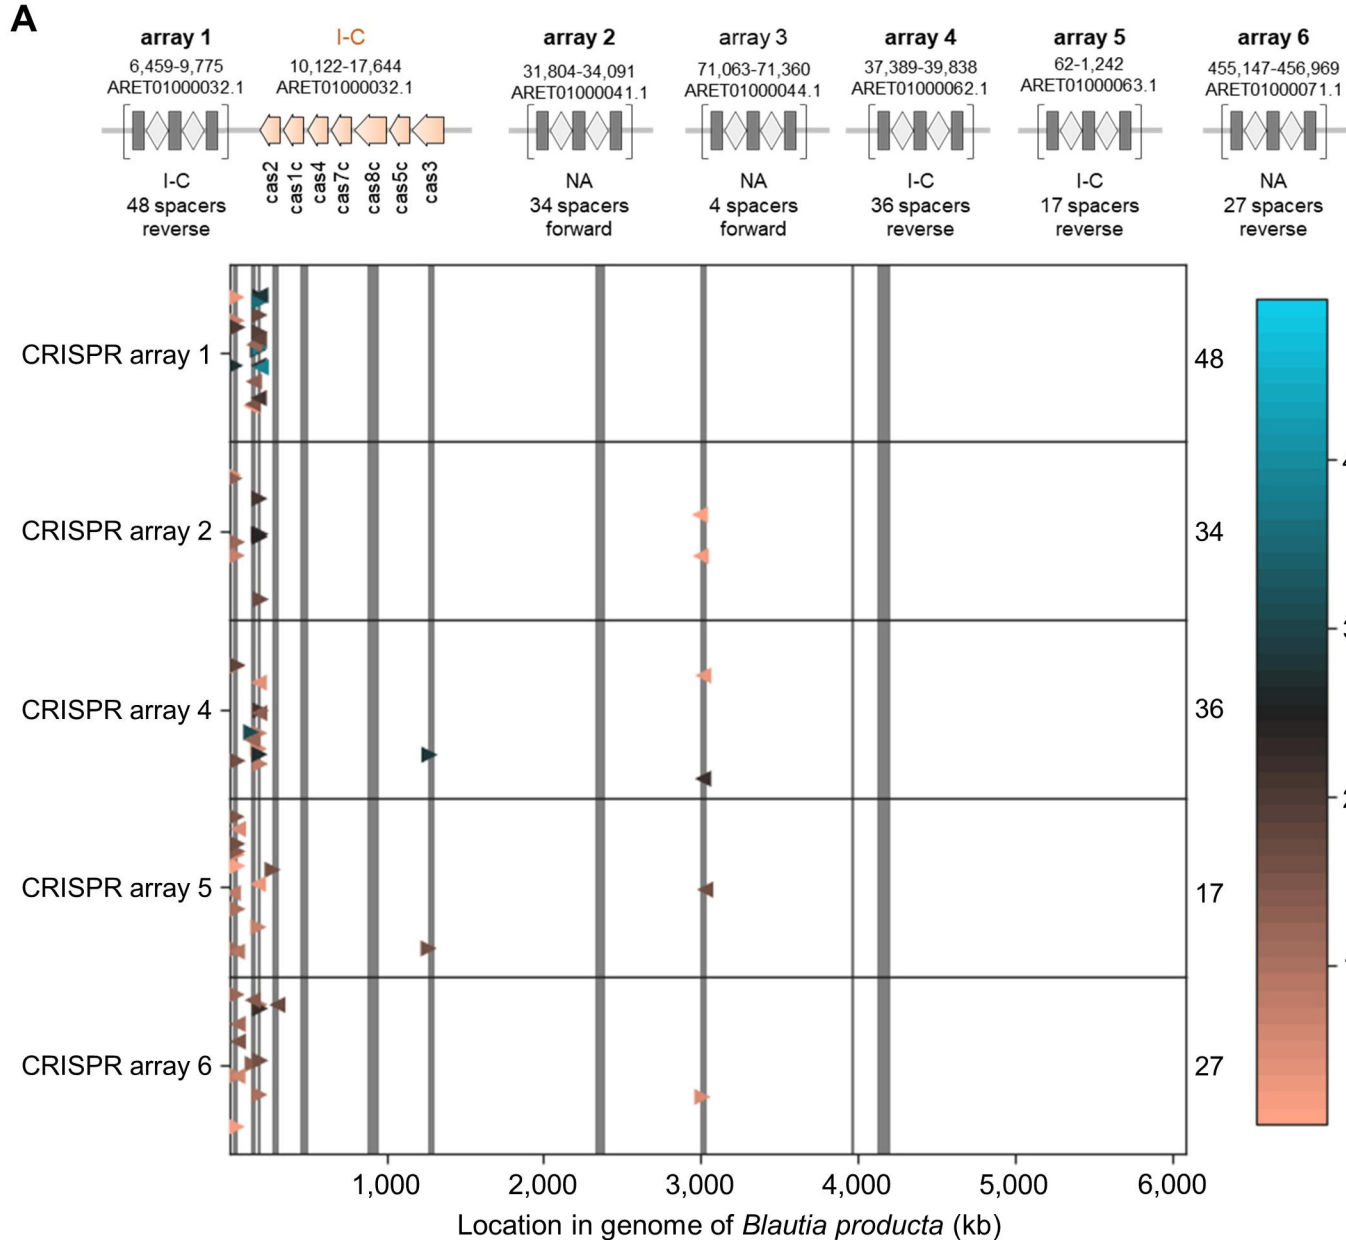 A
array 1
6,459-9,775
ARET01000032.1
I-C
48 spacers
reverse
I-C
10,122-17,644
ARET01000032.1
cas2
cas1c
cas4
cas7c
cas8c
cas5c
cas3
array 2
31,804-34,091
ARET01000041.1
NA
34 spacers
forward
array 3
71,063-71,360
ARET01000044.1
NA
4 spacers
forward
array 4
37,389-39,838
ARET01000062.1
I-C
36 spacers
reverse
array 5
62-1,242
ARET01000063.1
I-C
17 spacers
reverse
array 6
455,147-456,969
ARET01000071.1
NA
27 spacers
reverse
CRISPR array 1
48
CRISPR array 2
34
CRISPR array 4
36
CRISPR array 5
17
CRISPR array 6
27
1,000
2,000
3,000
4,000
5,000
6,000
Location in genome of Blautia producta (kb)